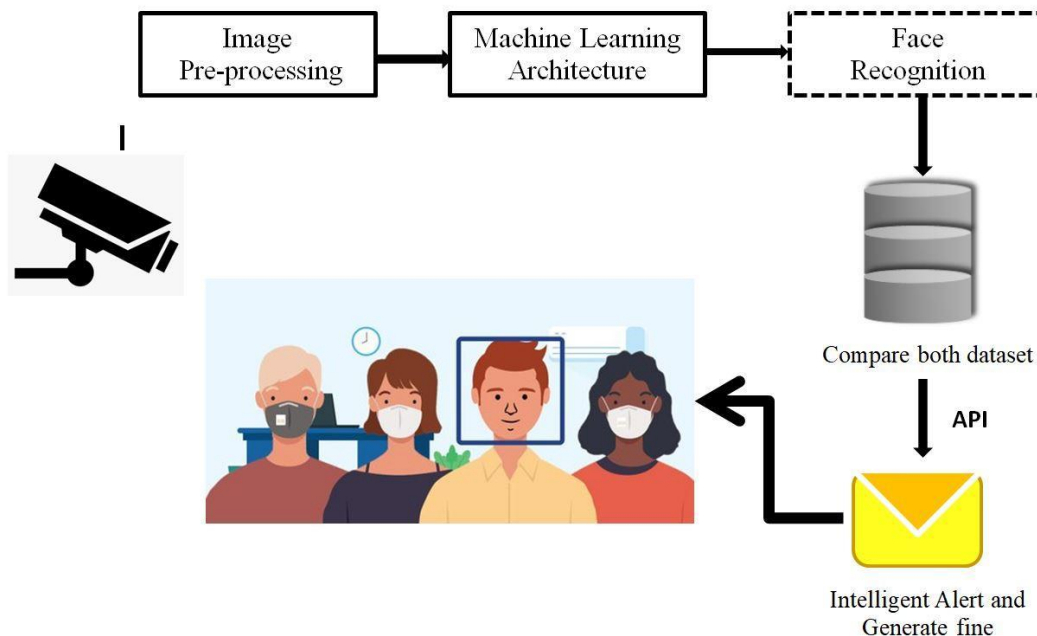 Image
Pre-processing
Machine Learning
Architecture
Face
Recognition
Compare both dataset
API
Intelligent Alert and
Generate fine